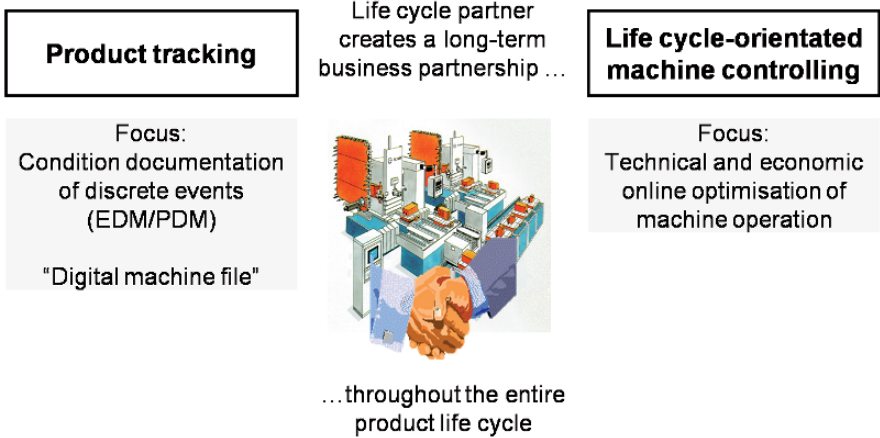 Product tracking
Focus:
Condition documentation
of discrete events
(EDM/PDM)
"Digital machine file"
Life cycle partner
creates a long-term
business partnership …
…throughout the entire
product life cycle
Life cycle-orientated
machine controlling
Focus:
Technical and economic
online optimisation of
machine operation